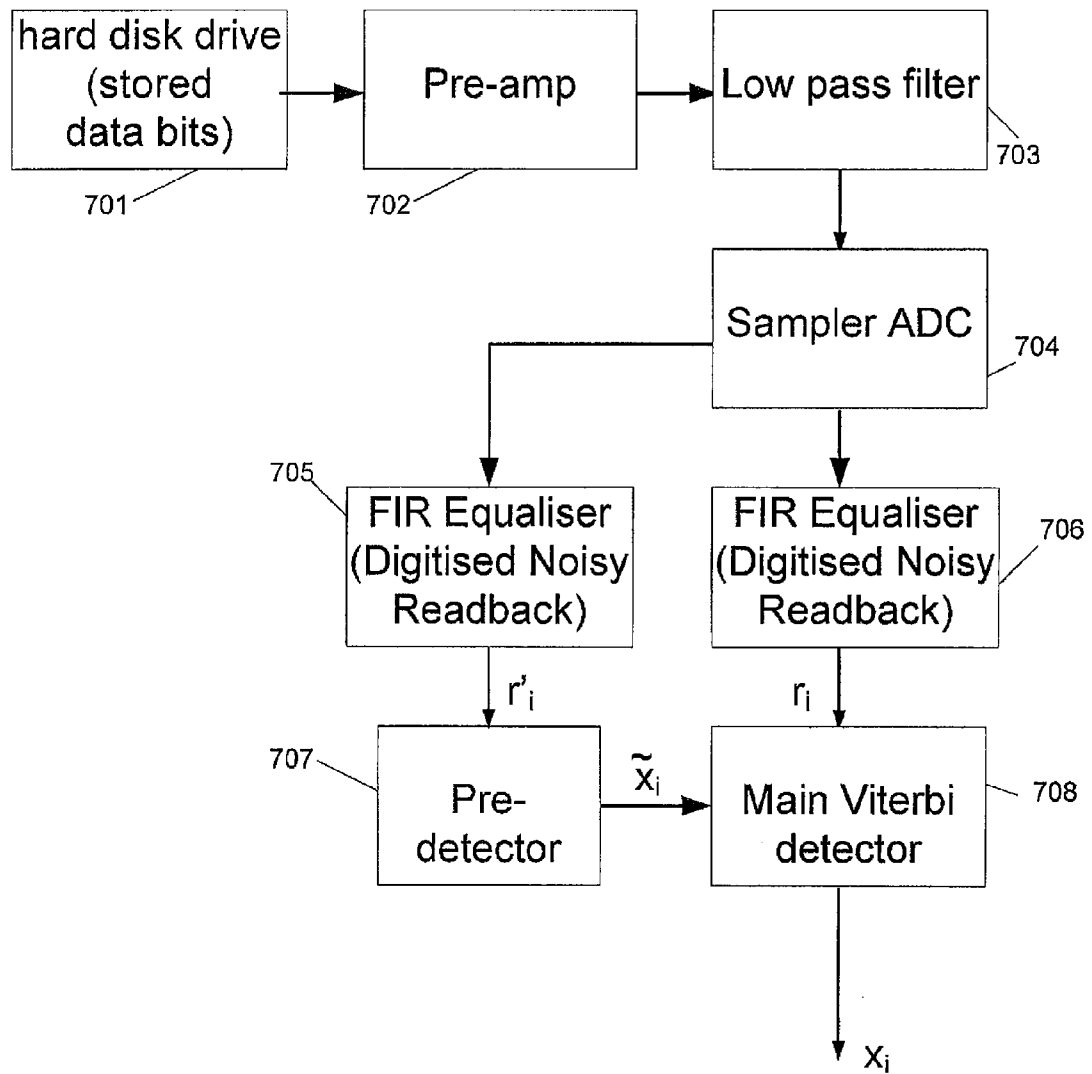 hard disk drive
(stored
data bits)
Pre-amp
Low pass filter
701
702
703
Sampler ADC
704
705
FIR Equaliser
(Digitised Noisy
Readback)
FIR Equaliser
(Digitised Noisy
Readback)
706
r'i
ri
707
Pre-
detector
x̃i
Main Viterbi
detector
708
xi